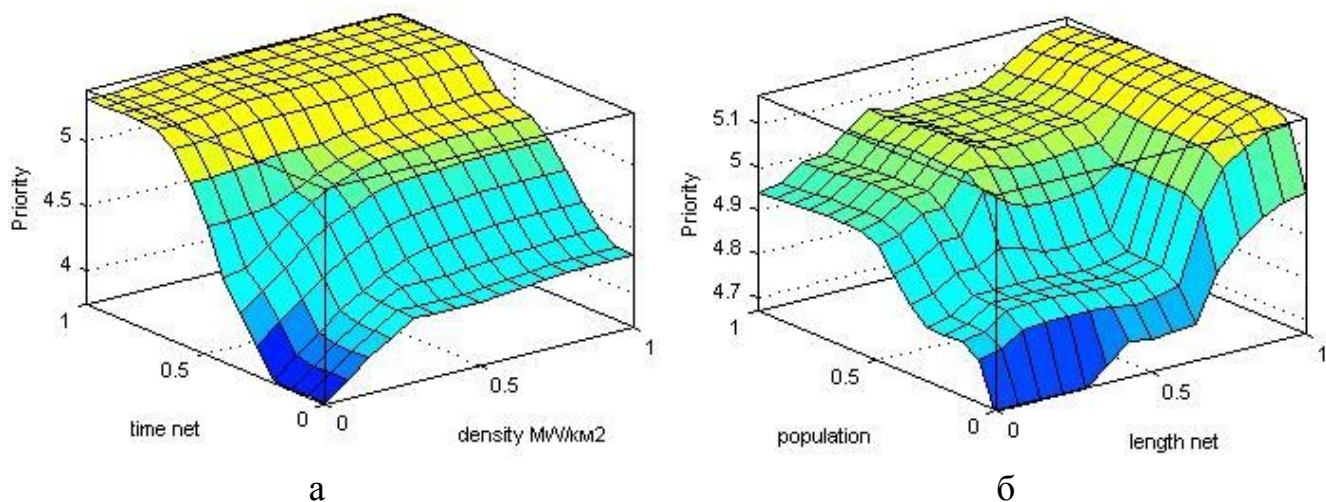 Priority
5
4.5
4
1
0.5
0
0
0.5
1
time net
density MW/км2
а
Priority
5.1
5
4.9
4.8
4.7
1
0.5
0
0
0.5
1
population
length net
б